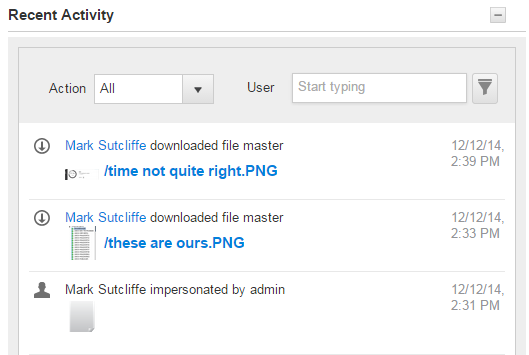 Recent Activity
Action All User Start typing
Mark Sutcliffe downloaded file master 12/12/14,
/time not quite right.PNG 2:39 PM
Mark Sutcliffe downloaded file master 12/12/14,
/these are ours.PNG 2:33 PM
Mark Sutcliffe impersonated by admin 12/12/14,
2:31 PM